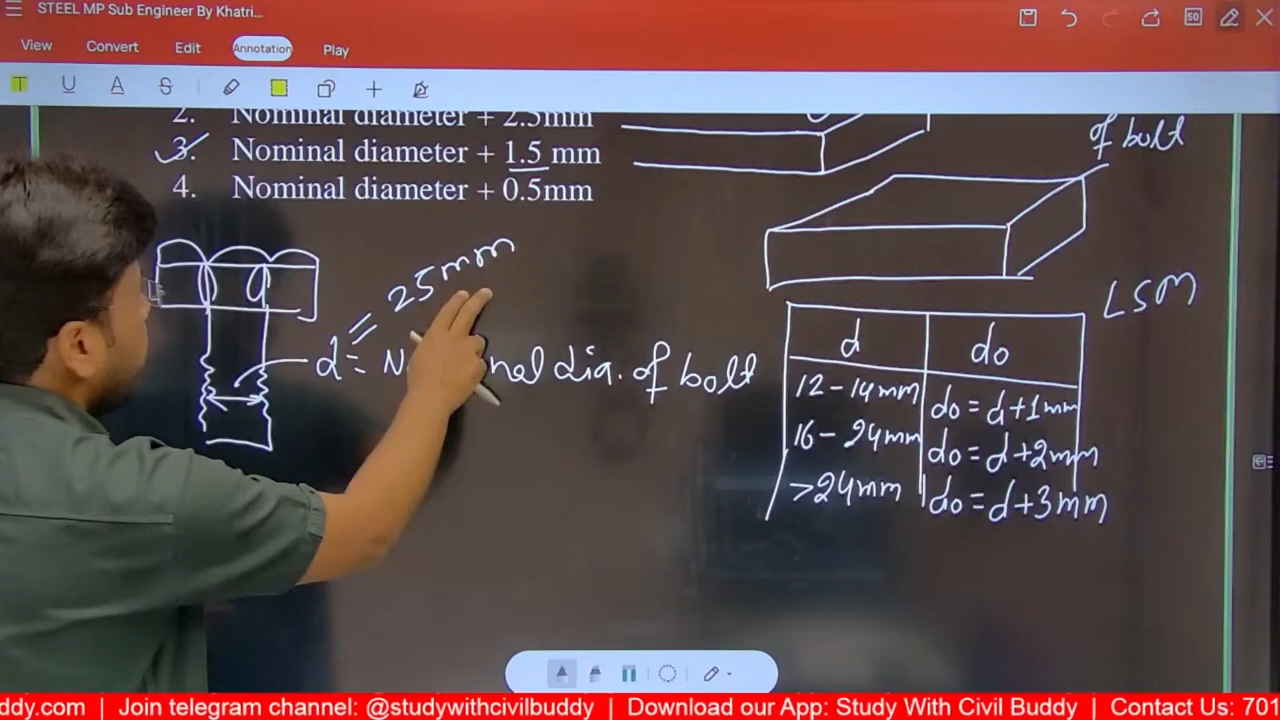 STEEL MP Sub Engineer By Khatri...
50
View Convert Edit Annotation Play
T U A S
2. Nominal diameter + 2.5mm
3. Nominal diameter + 1.5 mm
4. Nominal diameter + 0.5mm
of bolt
25mm
d = dia. of bolt
LSM
d do
12-14mm do = d+1mm
16-24mm do = d+2mm
>24mm do = d+3mm
ddy.com | Join telegram channel: @studywithcivilbuddy | Download our App: Study With Civil Buddy | Contact Us: 701